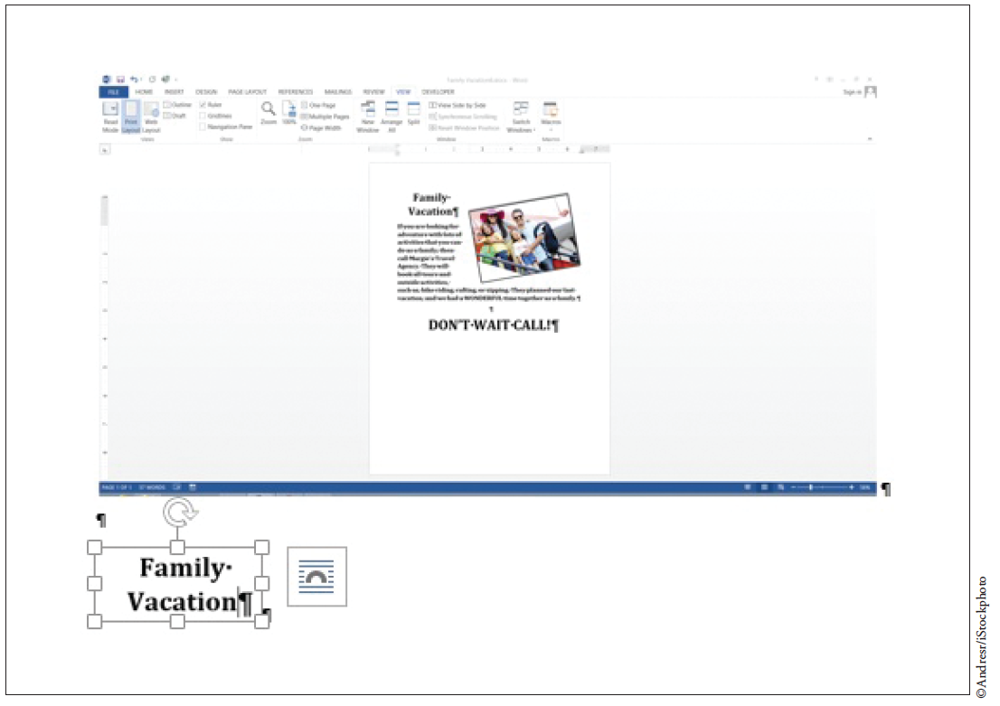 Family Vacation8.docx - Word
FILE HOME INSERT DESIGN PAGE LAYOUT REFERENCES MAILINGS REVIEW VIEW DEVELOPER Sign in
Read Mode
Print Layout
Web Layout
Outline
Draft
Views
Ruler
Gridlines
Navigation Pane
Show
Zoom
100%
One Page
Multiple Pages
Page Width
Zoom
New Window
Arrange All
Split
View Side by Side
Synchronous Scrolling
Reset Window Position
Window
Switch Windows
Macros
Macros
Family·
Vacation¶
If you are looking for
adventure with lots of
activities that you can
do as a family, then
call Margie's Travel
Agency. They will
book all tours and
outside activities,
such as, bike riding, rafting, or zipping. They planned our last
vacation, and we had a WONDERFUL time together as a family.¶
¶
DON'T·WAIT·CALL!¶
PAGE 1 OF 1 57 WORDS
¶
¶
Family·
Vacation¶
¶
©Andresr/iStockphoto